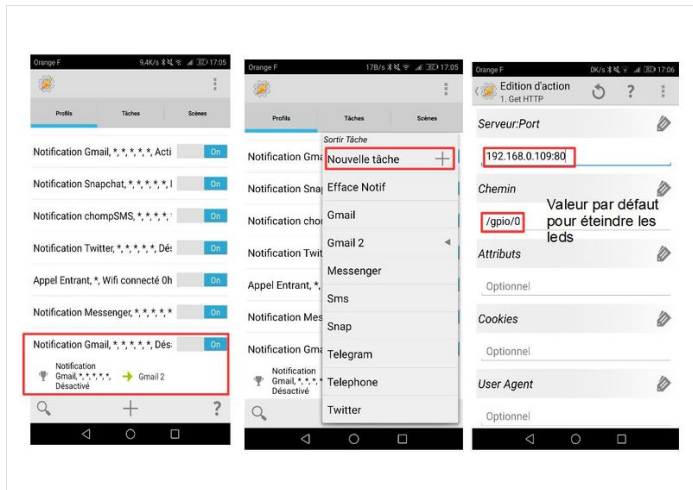 Orange F 9,4K/s 17:05
Profils Tâches Scènes
Notification Gmail, *, *, *, *, *, Acti On
Notification Snapchat, *, *, *, *, *, I On
Notification chompSMS, *, *, *, *, On
Notification Twitter, *, *, *, *, *, Dés On
Appel Entrant, *, Wifi connecté 0h On
Notification Messenger, *, *, *, *, * On
Notification Gmail, *, *, *, *, *, Dés On
Notification
Gmail, *, *, *, *, *,
Désactivé
Gmail 2
?
Orange F 17B/s 17:05
Profils Tâches Scènes
Sortir Tâche
Nouvelle tâche
Efface Notif
Gmail
Gmail 2
Messenger
Sms
Snap
Telegram
Telephone
Twitter
Notification Gma
Notification Sna
Notification cho
Notification Twit
Appel Entrant, *,
Notification Mes
Notification Gma
Notification
Gmail, *, *, *, *
Désactivé
Orange F 0K/s 17:06
Edition d'action
1. Get HTTP
?
Serveur:Port
192.168.0.109:80
Chemin
/gpio/0
Valeur par défaut
pour éteindre les
leds
Attributs
Optionnel
Cookies
Optionnel
User Agent
Optionnel